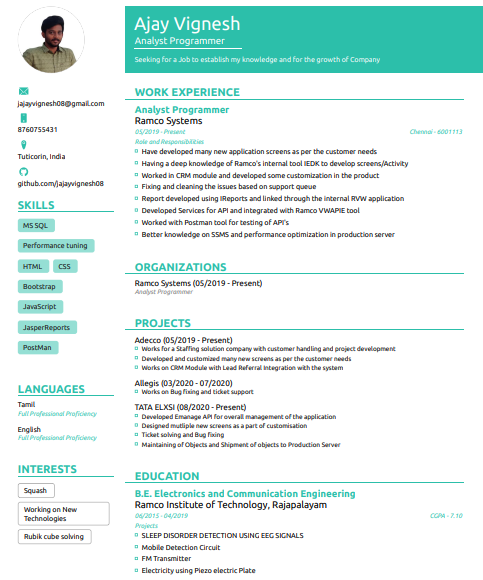 Ajay Vignesh
Analyst Programmer
Seeking for a Job to establish my knowledge and for the growth of Company
jajayvignesh08@gmail.com
8760755431
Tuticorin, India
github.com/jajayvignesh08
SKILLS
MS SQL
Performance tuning
HTML CSS
Bootstrap
JavaScript
JasperReports
PostMan
LANGUAGES
Tamil
Full Professional Proficiency
English
Full Professional Proficiency
INTERESTS
Squash
Working on New
Technologies
Rubik cube solving
WORK EXPERIENCE
Analyst Programmer
Ramco Systems
05/2019 - Present Chennai - 6001113
Role and Responsibilities
Have developed many new application screens as per the customer needs
Having a deep knowledge of Ramco's internal tool IEDK to develop screens/Activity
Worked in CRM module and developed some customization in the product
Fixing and cleaning the issues based on support queue
Report developed using IReports and linked through the Internal RVW application
Developed Services for API and integrated with Ramco VWAPIE tool
Worked with Postman tool for testing of API's
Better knowledge on SSMS and performance optimization in production server
ORGANIZATIONS
Ramco Systems (05/2019 - Present)
Analyst Programmer
PROJECTS
Adecco (05/2019 - Present)
Works for a Staffing solution company with customer handling and project development
Developed and customized many new screens as per the customer needs
Works on CRM Module with Lead Referral Integration with the system
Allegis (03/2020 - 07/2020)
Works on Bug fixing and ticket support
TATA ELXSI (08/2020 - Present)
Developed Emanage API for overall management of the application
Designed mutliple new screens as a part of customisation
Ticket solving and Bug fixing
Maintaining of Objects and Shipment of objects to Production Server
EDUCATION
B.E. Electronics and Communication Engineering
Ramco Institute of Technology, Rajapalayam
06/2015 - 04/2019 CGPA - 7.10
Projects
SLEEP DISORDER DETECTION USING EEG SIGNALS
Mobile Detection Circuit
FM Transmitter
Electricity using Piezo electric Plate